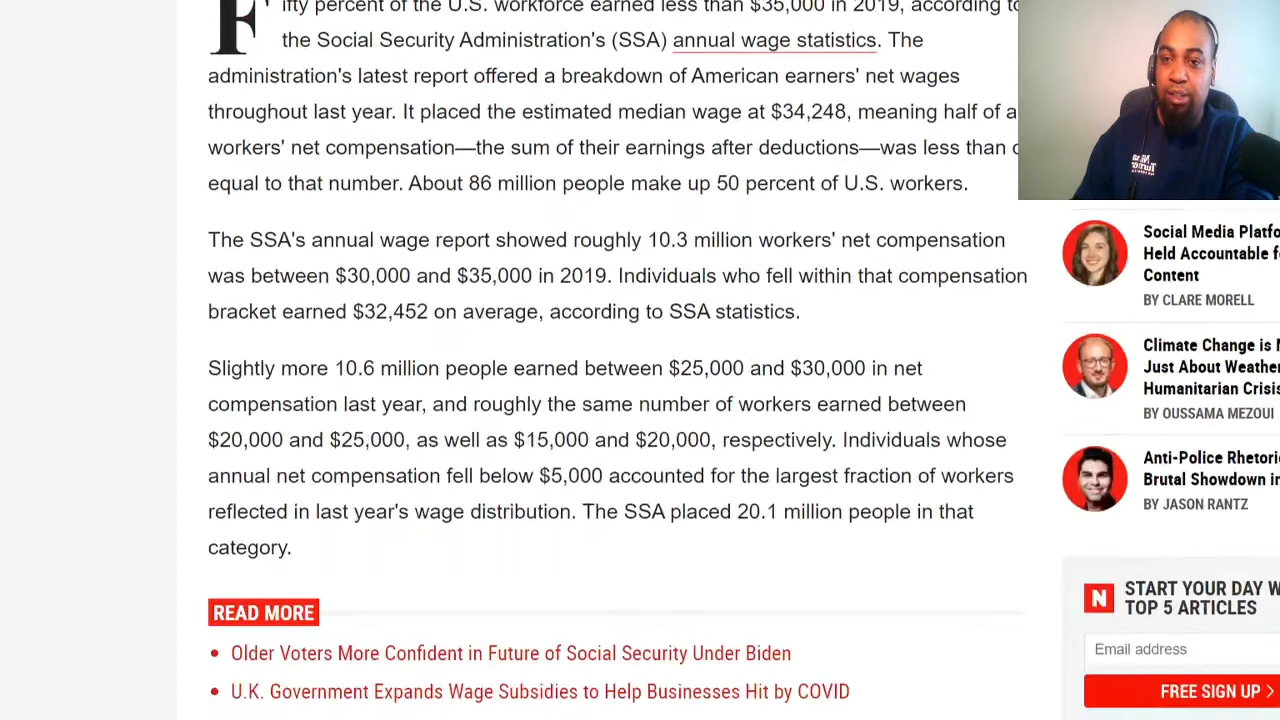 F
ifty percent of the U.S. workforce earned less than $35,000 in 2019, according to
the Social Security Administration's (SSA) annual wage statistics. The
administration's latest report offered a breakdown of American earners' net wages
throughout last year. It placed the estimated median wage at $34,248, meaning half of a
workers' net compensation—the sum of their earnings after deductions—was less than
equal to that number. About 86 million people make up 50 percent of U.S. workers.
The SSA's annual wage report showed roughly 10.3 million workers' net compensation
was between $30,000 and $35,000 in 2019. Individuals who fell within that compensation
bracket earned $32,452 on average, according to SSA statistics.
Slightly more 10.6 million people earned between $25,000 and $30,000 in net
compensation last year, and roughly the same number of workers earned between
$20,000 and $25,000, as well as $15,000 and $20,000, respectively. Individuals whose
annual net compensation fell below $5,000 accounted for the largest fraction of workers
reflected in last year's wage distribution. The SSA placed 20.1 million people in that
category.
READ MORE
• Older Voters More Confident in Future of Social Security Under Biden
• U.K. Government Expands Wage Subsidies to Help Businesses Hit by COVID
Social Media Platfo
Held Accountable f
Content
BY CLARE MORELL
Climate Change is
Just About Weather
Humanitarian Crisis
BY OUSSAMA MEZOUI
Anti-Police Rhetoric
Brutal Showdown in
BY JASON RANTZ
N
START YOUR DAY W
TOP 5 ARTICLES
Email address
FREE SIGN UP >